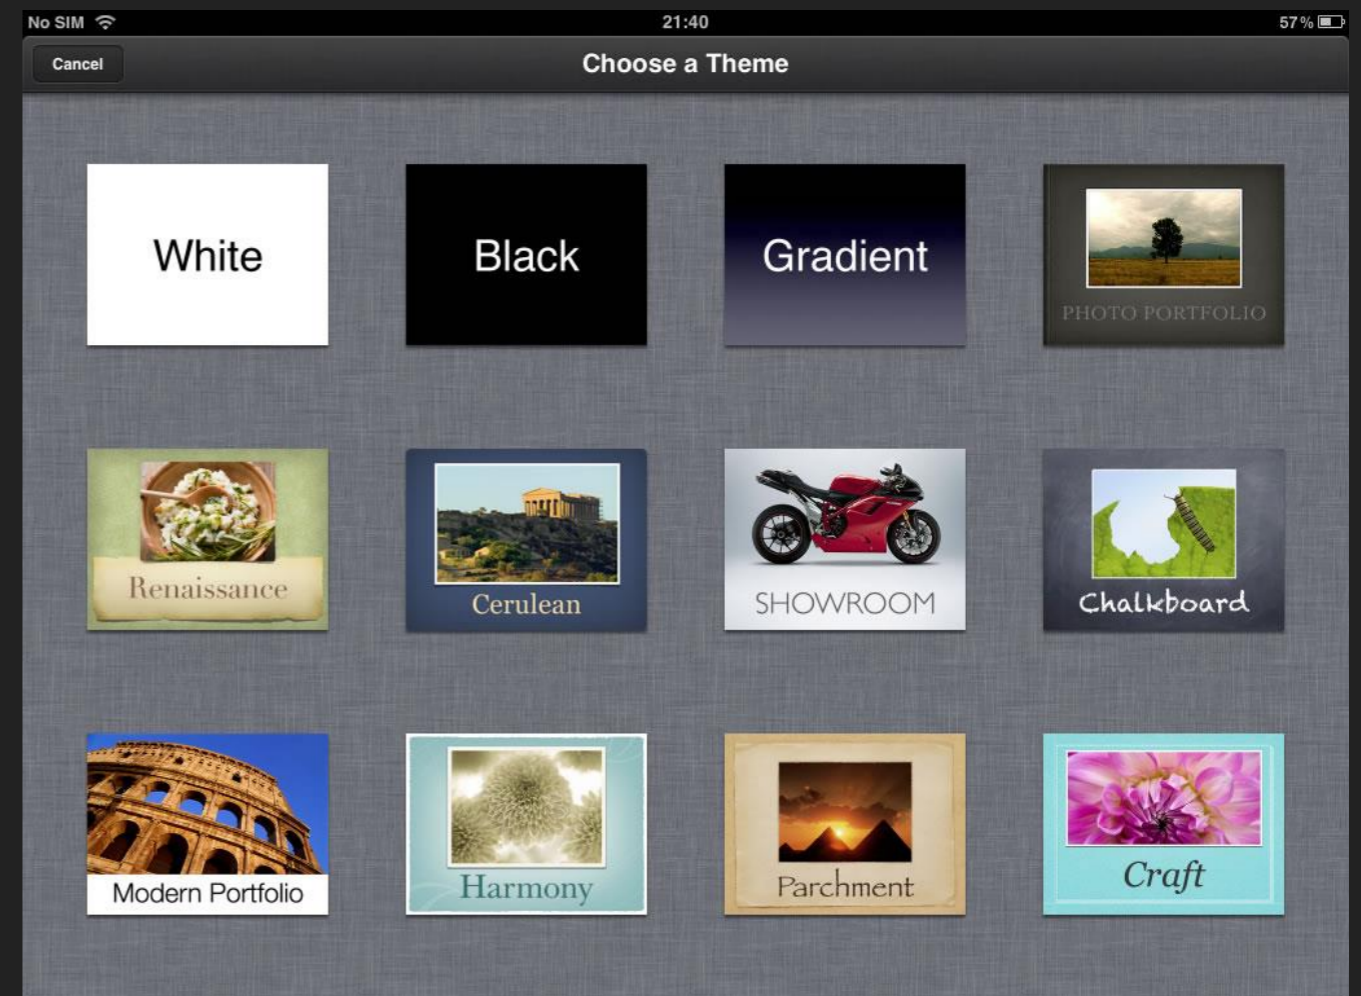 No SIM 21:40 57%
Cancel Choose a Theme
White
Black
Gradient
PHOTO PORTFOLIO
Renaissance
Cerulean
SHOWROOM
Chalkboard
Modern Portfolio
Harmony
Parchment
Craft